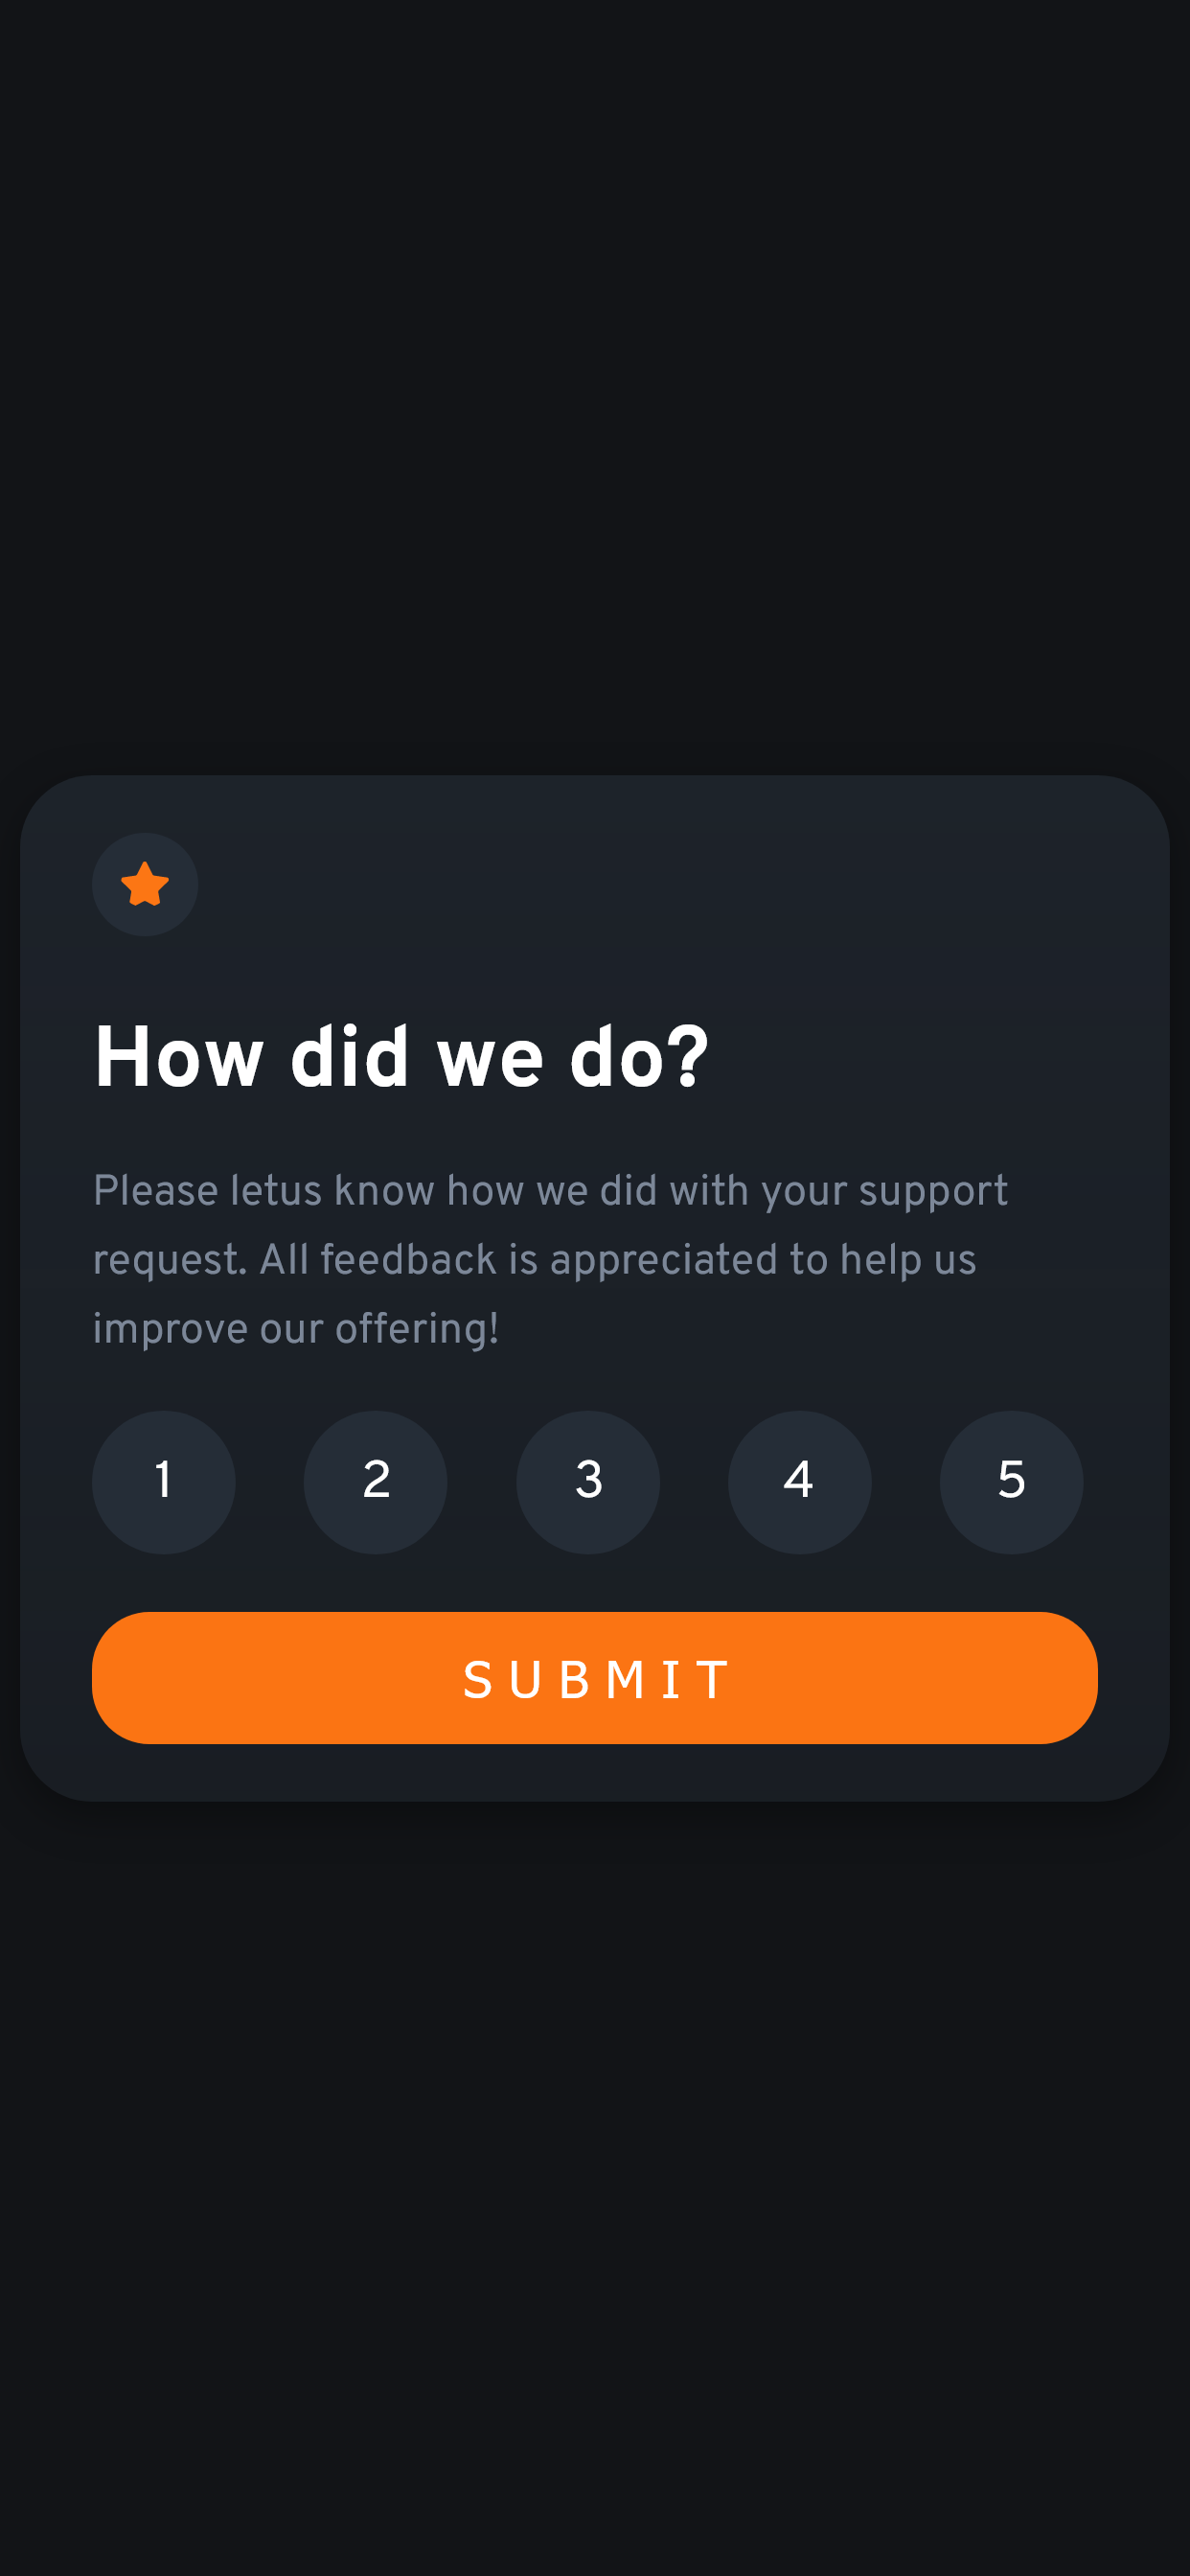 How did we do?
Please letus know how we did with your support
request. All feedback is appreciated to help us
improve our offering!
1 2 3 4 5
SUBMIT